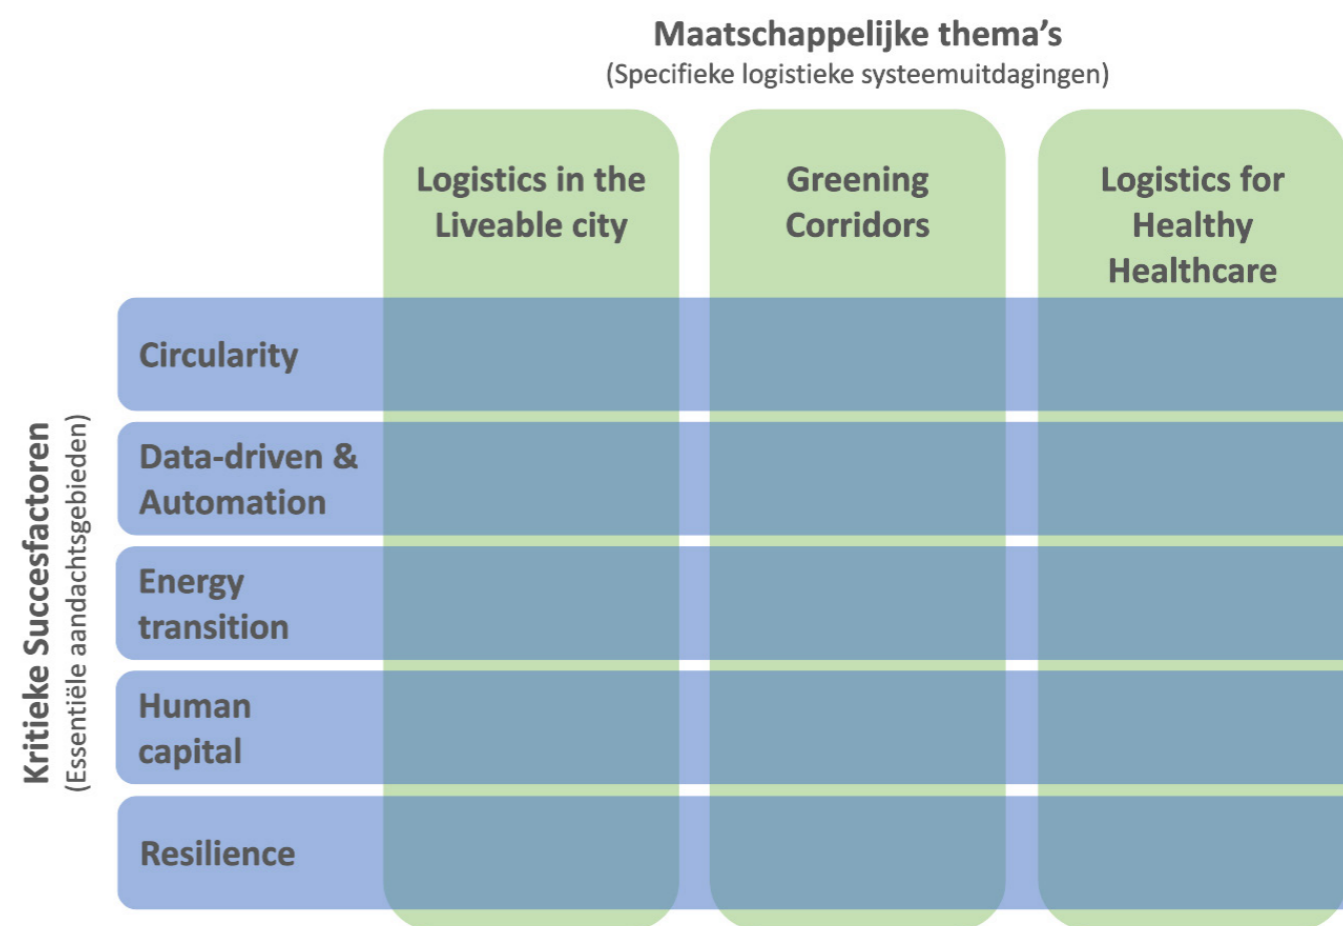 Maatschappelijke thema’s
(Specifieke logistieke systeemuitdagingen)
Logistics in the
Liveable city
Greening
Corridors
Logistics for
Healthy
Healthcare
Kritieke Succesfactoren
(Essentiële aandachtsgebieden)
Circularity
Data-driven &
Automation
Energy
transition
Human
capital
Resilience